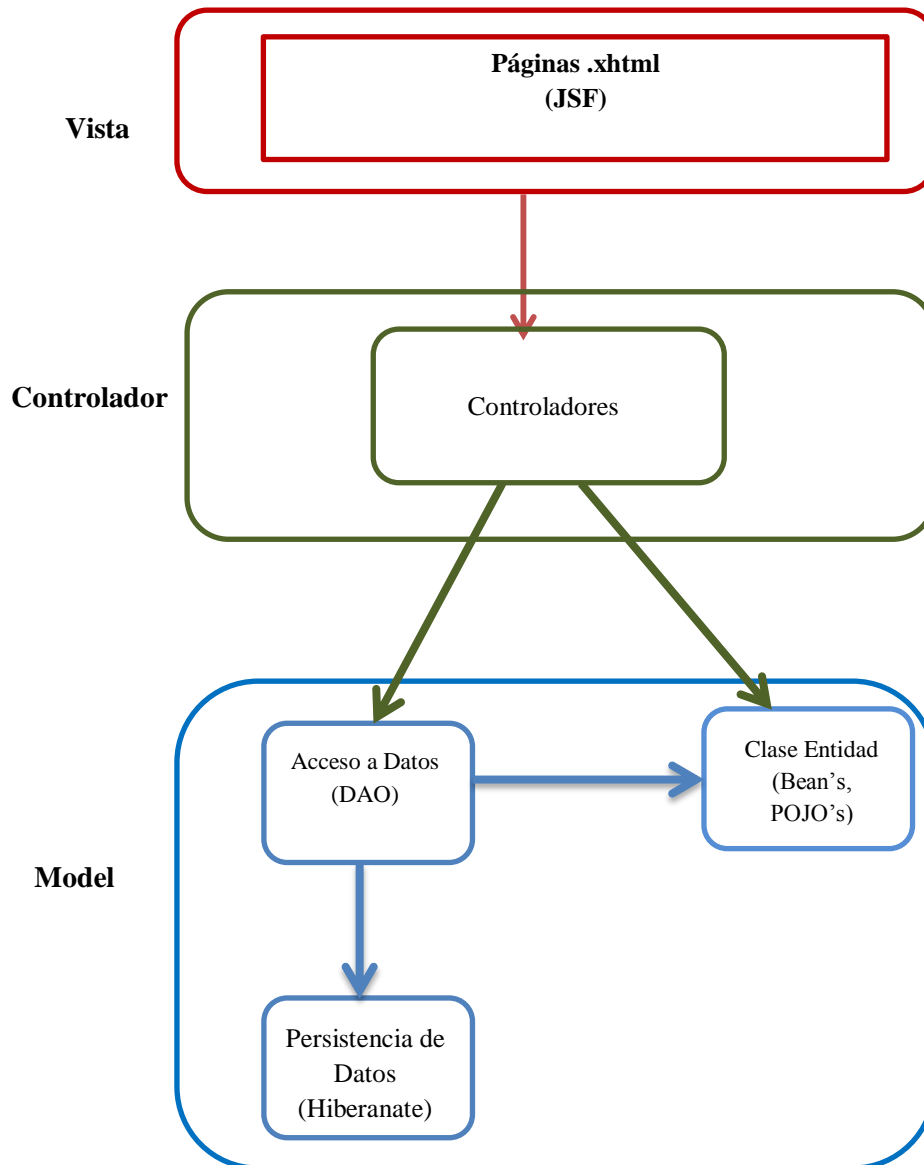 Páginas .xhtml
(JSF)
Vista
Controlador
Controladores
Acceso a Datos
(DAO)
Clase Entidad
(Bean’s,
POJO’s)
Model
Persistencia de
Datos
(Hiberanate)